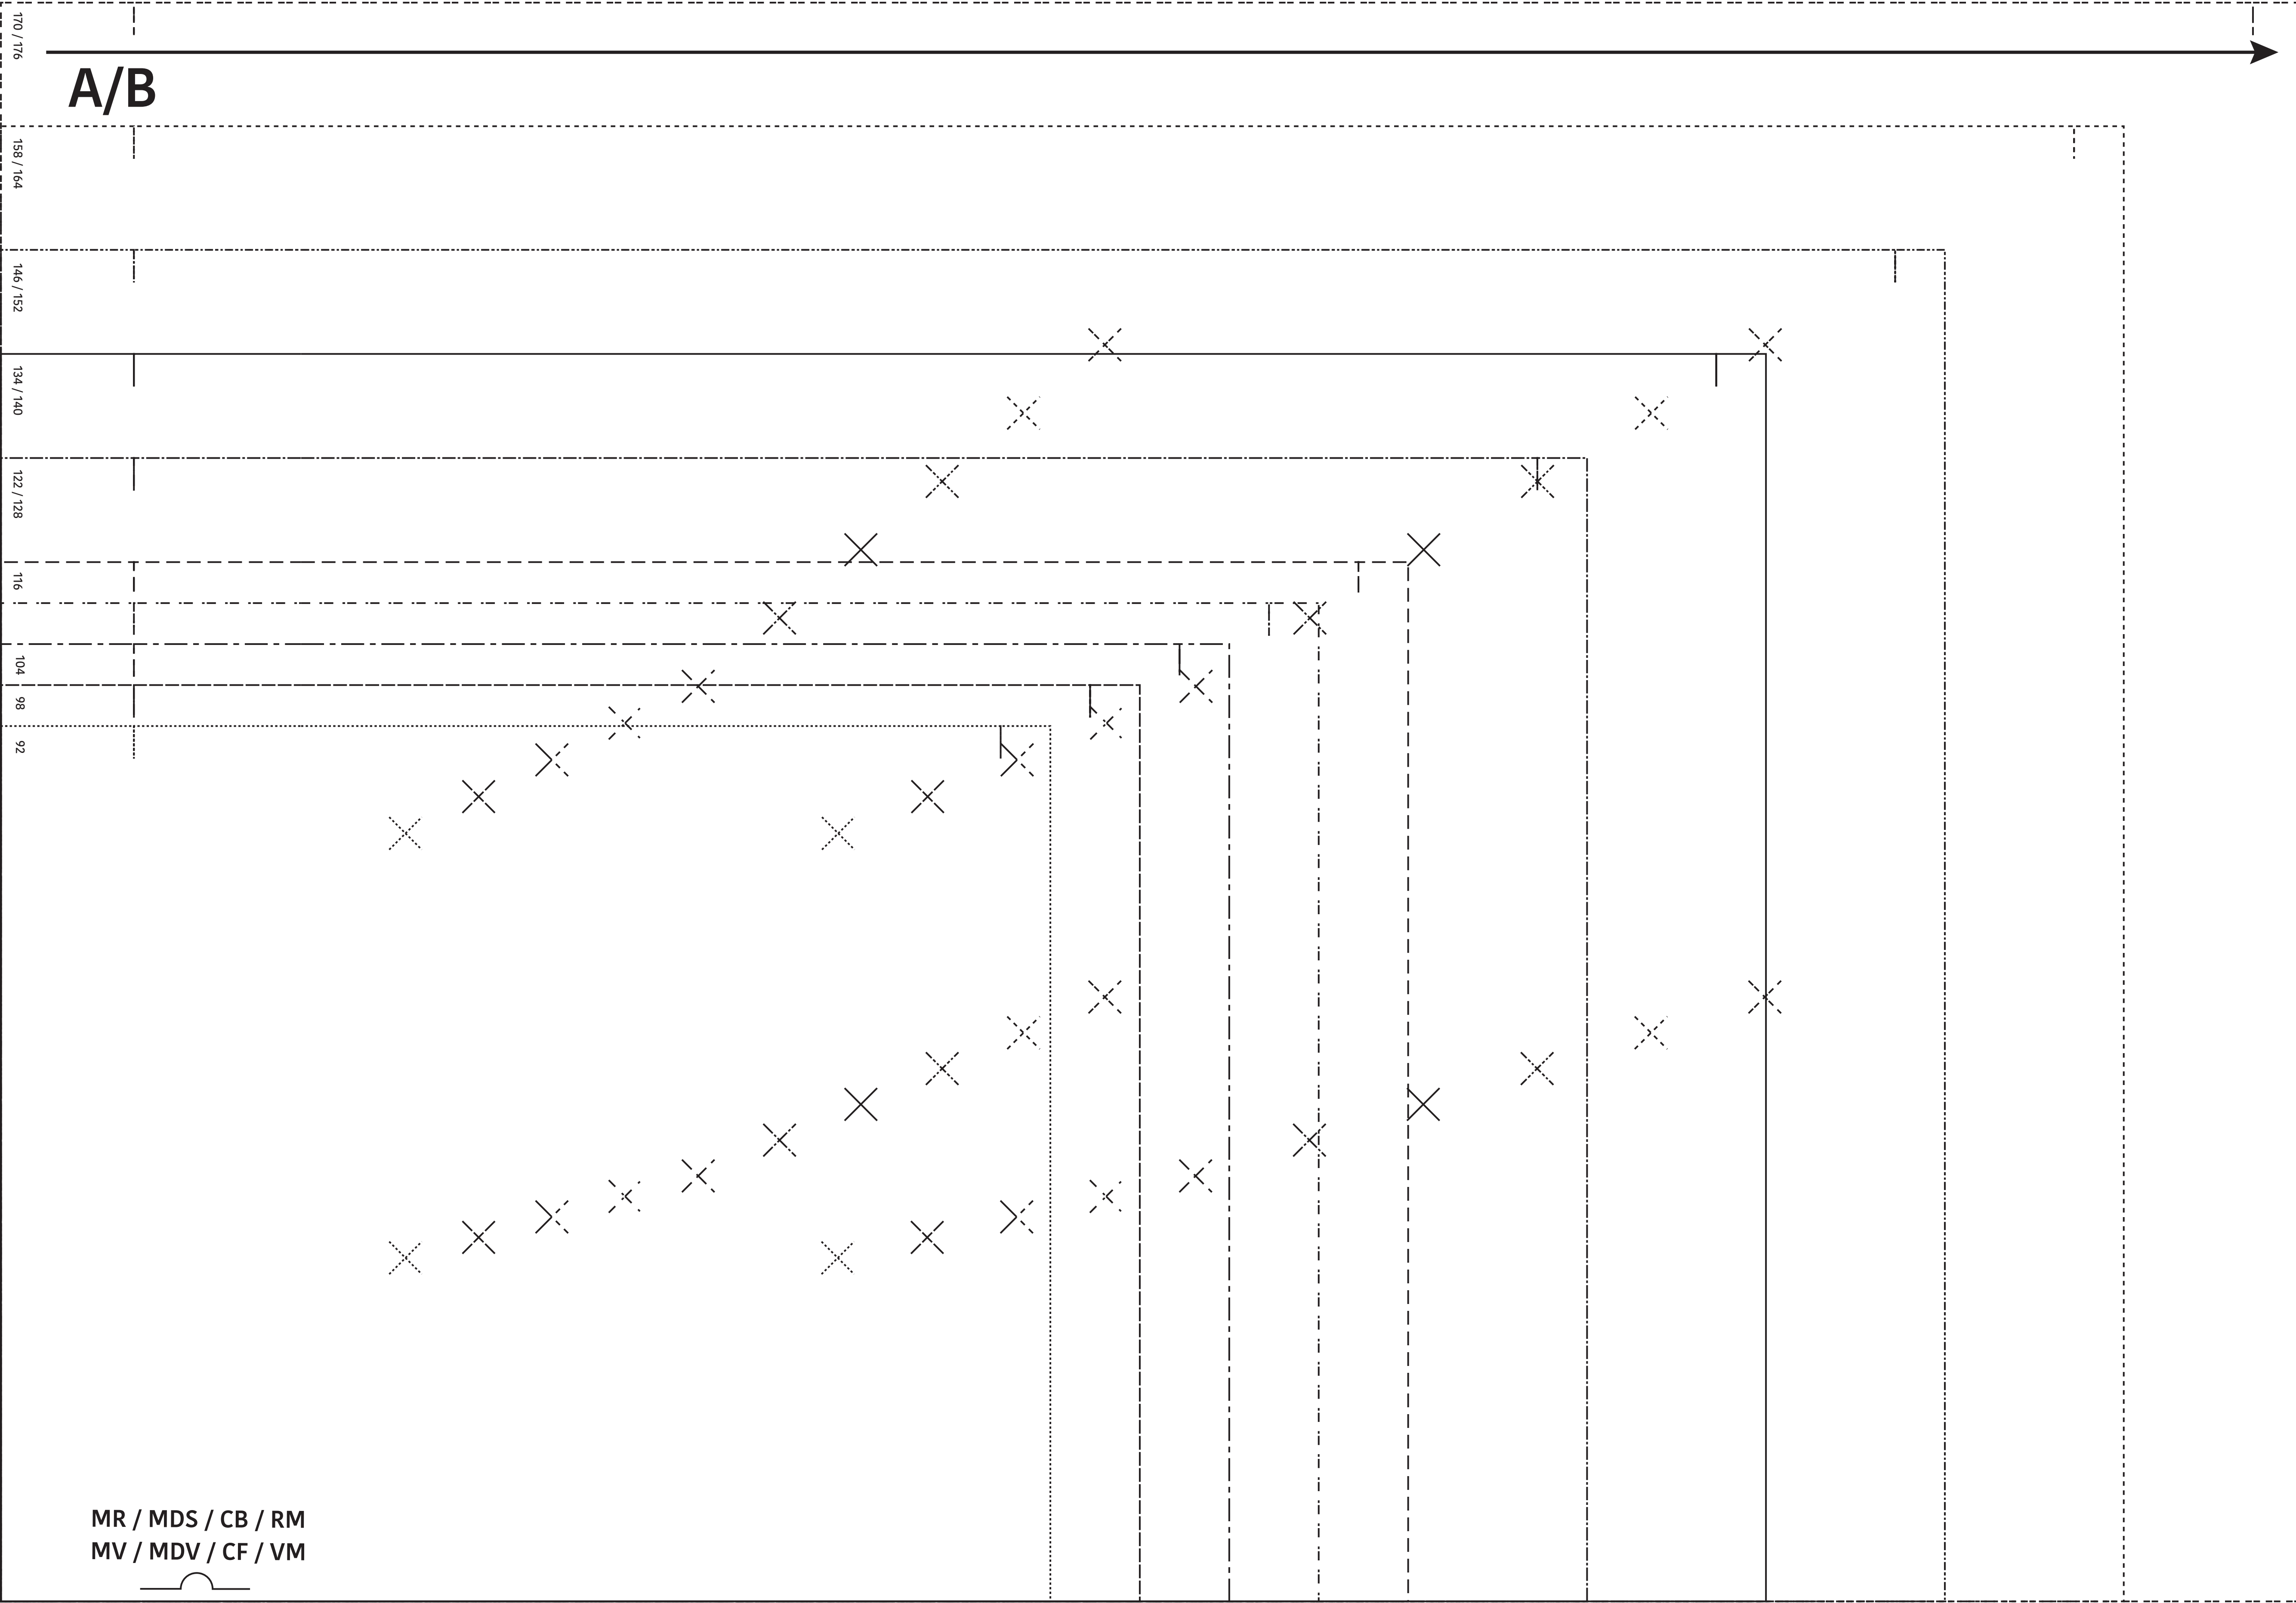 170 / 176
A/B
158 / 164
146 / 152
134 / 140
122 / 128
116
104
98
92
MR / MDS / CB / RM
MV / MDV / CF / VM